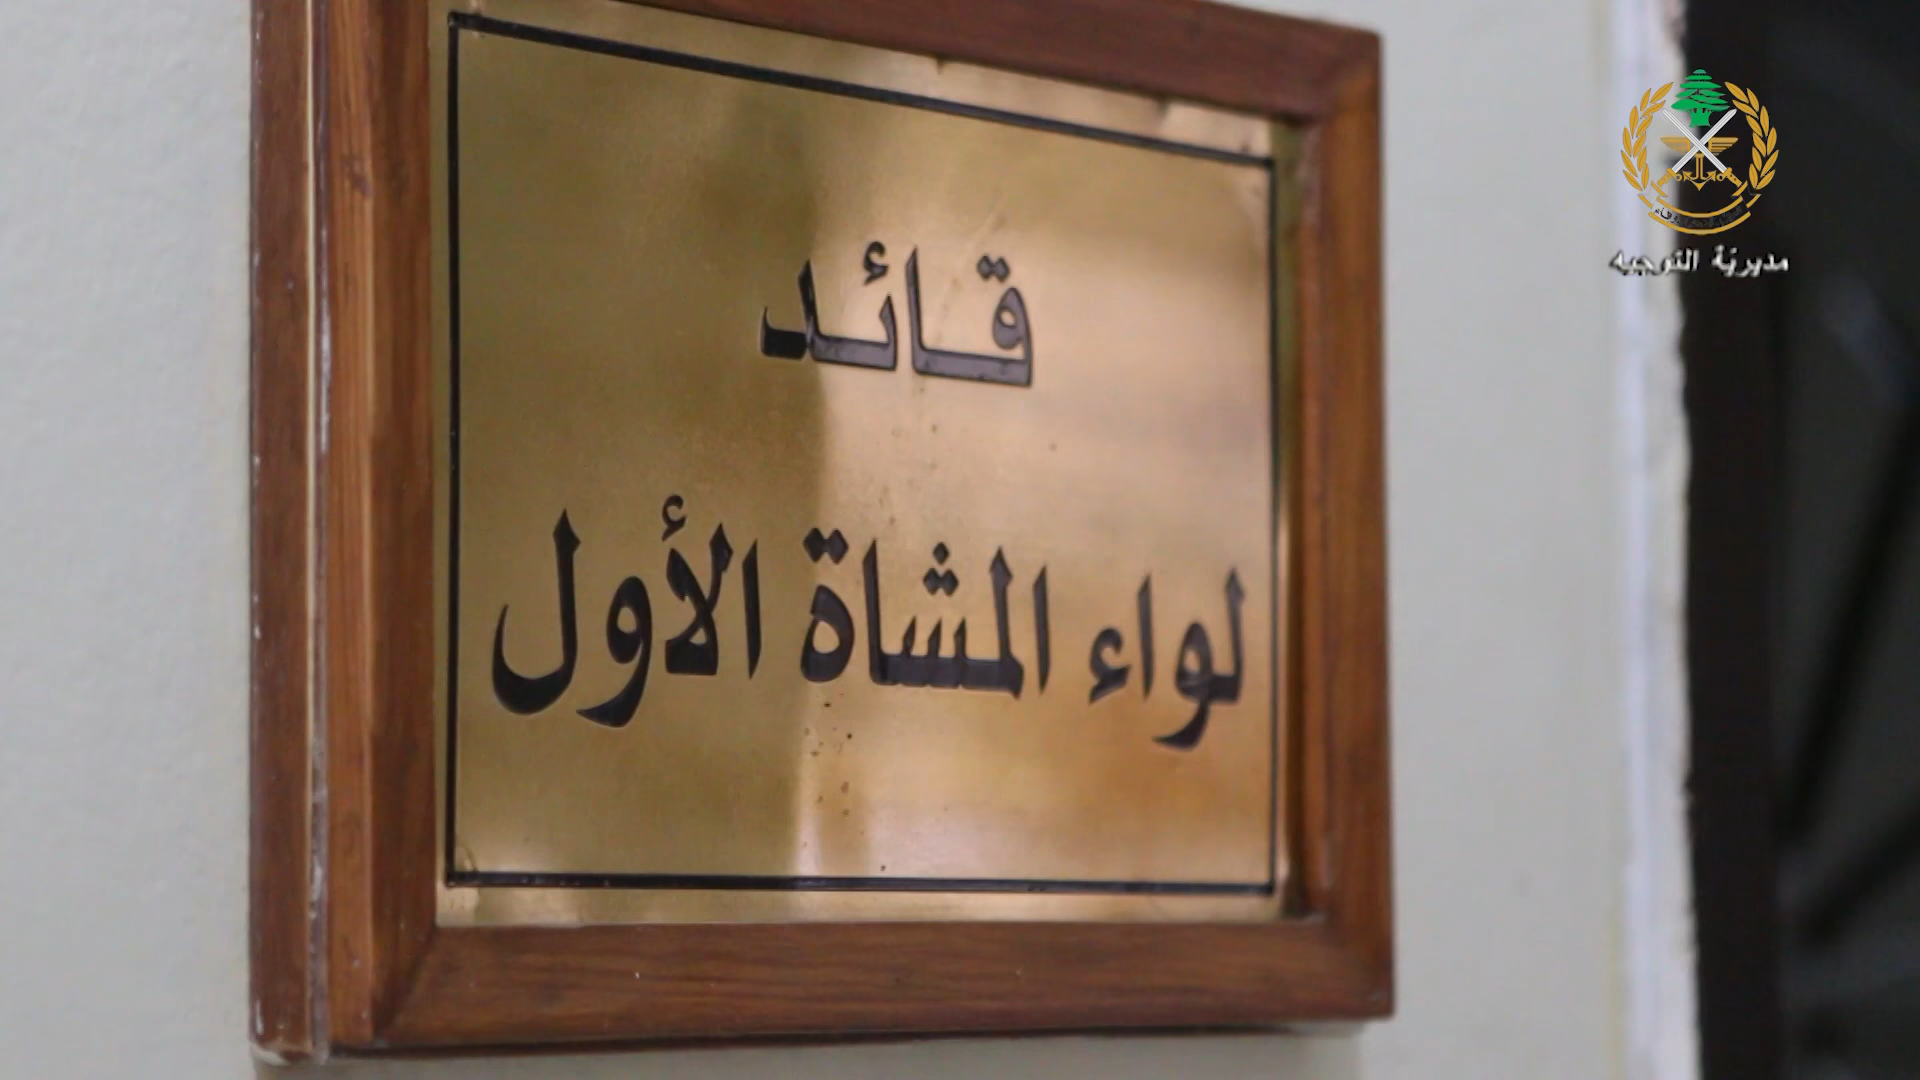 قائد
لواء المشاة الأول
مديرية التوجيه